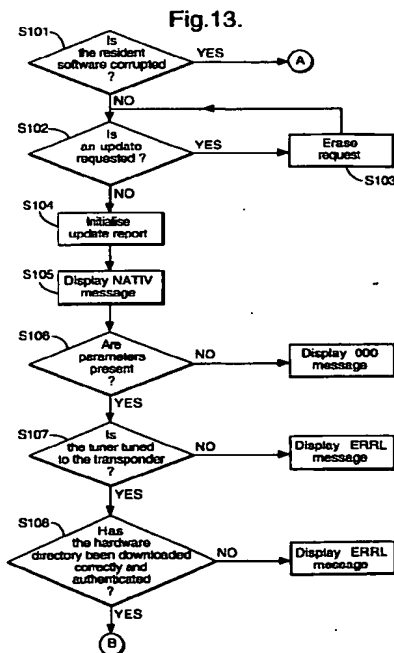 Fig.13.
S101
Is
the resident
software corrupted
?
YES
A
NO
S102
Is
an update
requested ?
YES
Erase
request
S103
NO
S104
Initialise
update report
S105
Display NATIV
message
S106
Are
parameters
present
?
NO
Display 000
message
YES
S107
Is
the tuner tuned
to the transponder
?
NO
Display ERRL
message
YES
S108
Has
the hardware
directory been downloaded
correctly and
authenticated
?
NO
Display ERRL
message
YES
B